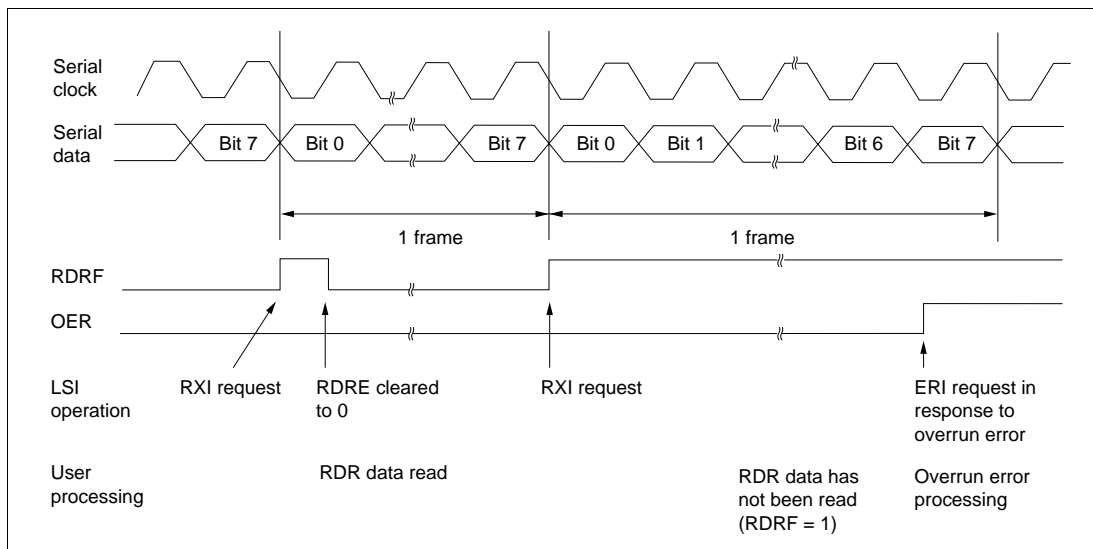 Serial
clock
Serial
data
Bit 7
Bit 0
Bit 7
Bit 0
Bit 1
Bit 6
Bit 7
1 frame
1 frame
RDRF
OER
LSI
operation
RXI request
RDRE cleared
to 0
RXI request
ERI request in
response to
overrun error
User
processing
RDR data read
RDR data has
not been read
(RDRF = 1)
Overrun error
processing